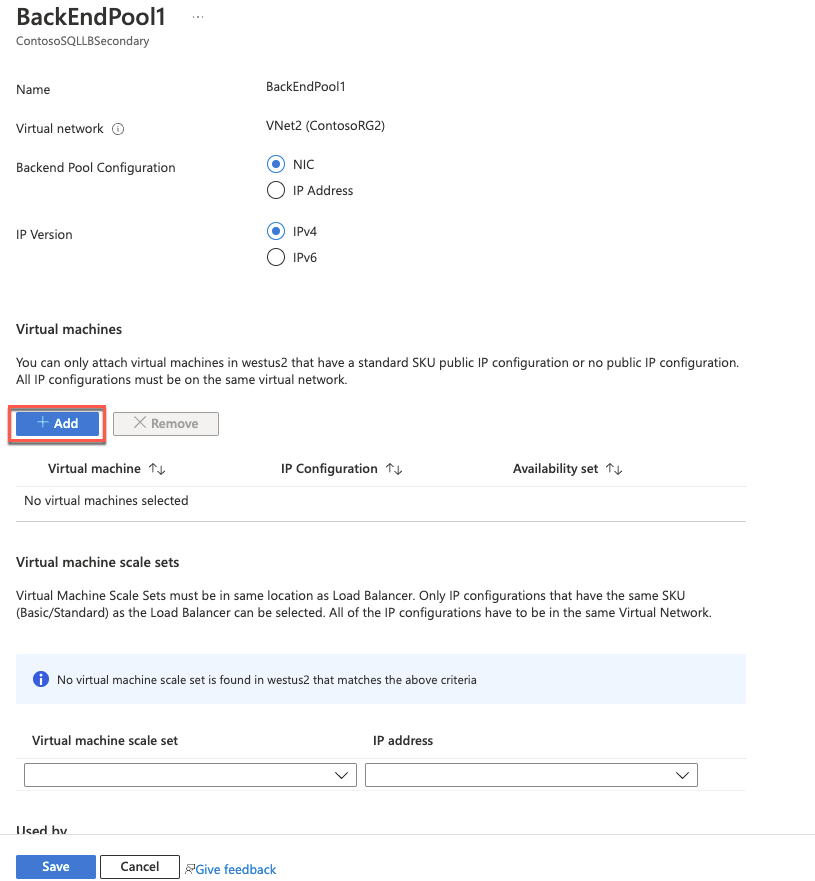 BackEndPool1 ...
ContosoSQLLBSecondary
Name BackEndPool1
Virtual network VNet2 (ContosoRG2)
Backend Pool Configuration NIC
IP Address
IP Version IPv4
IPv6
Virtual machines
You can only attach virtual machines in westus2 that have a standard SKU public IP configuration or no public IP configuration.
All IP configurations must be on the same virtual network.
+ Add Remove
Virtual machine ↑↓ IP Configuration ↑↓ Availability set ↑↓
No virtual machines selected
Virtual machine scale sets
Virtual Machine Scale Sets must be in same location as Load Balancer. Only IP configurations that have the same SKU
(Basic/Standard) as the Load Balancer can be selected. All of the IP configurations have to be in the same Virtual Network.
No virtual machine scale set is found in westus2 that matches the above criteria
Virtual machine scale set IP address
Used by
Save Cancel Give feedback